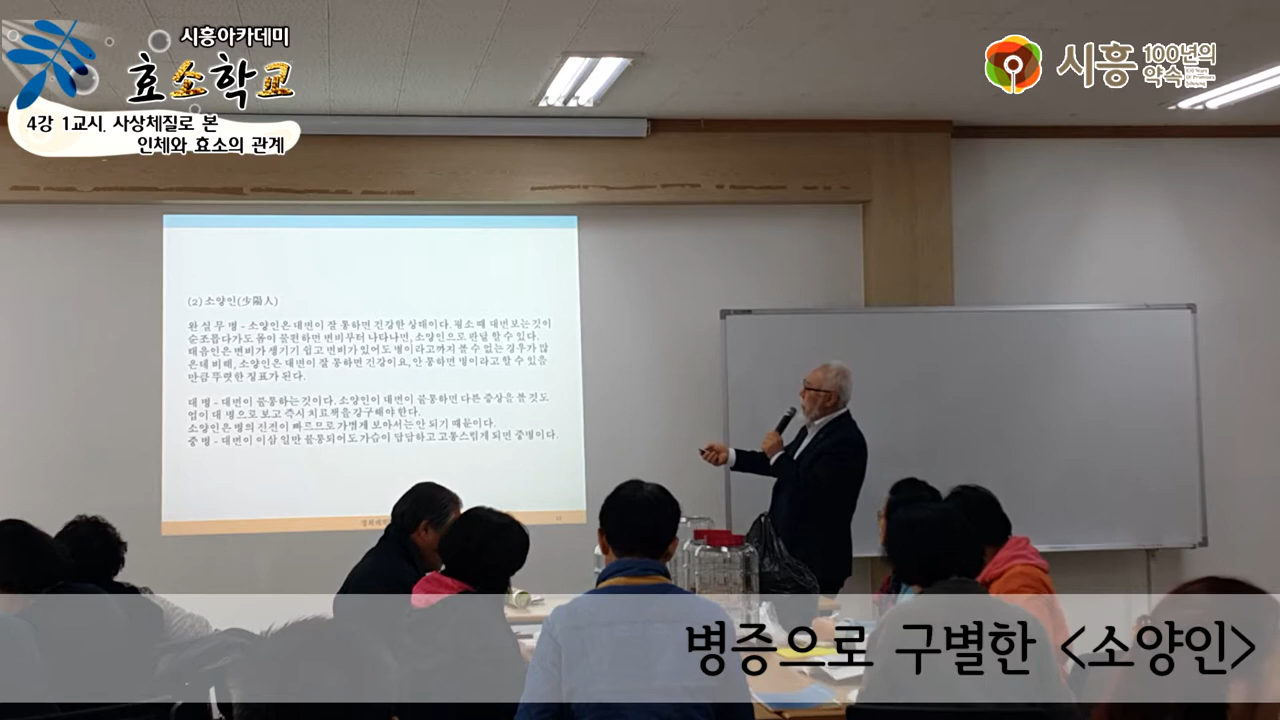 시흥아카데미
효소학교
4강 1교시. 사상체질로 본
인체와 효소의 관계
시흥 100년의
약속
(2) 소양인(少陽人)
완 실 무 병 - 소양인은 대변이 잘 통하면 건강한 상태이다. 평소 때 대변보는 것이
순조롭다가도 몸이 불편하면 변비부터 나타나면, 소양인으로 판달 할 수 있다.
태음인은 변비가 생기기 쉽고 변비가 있어도 병이라고까지 볼 수 없는 경우가 많
은데 비해, 소양인은 대변이 잘 통하면 건강이요, 안 통하면 병이라고 할 수 있을
만큼 뚜렷한 징표가 된다.
대 병 - 대변이 불통하는 것이다. 소양인이 대변이 불통하면 다른 증상을 볼 것도
없이 대 병으로 보고 즉시 치료책을 강구해야 한다.
소양인은 병의 진전이 빠르므로 가볍게 보아서는 안 되기 때문이다.
중 병 - 대변이 이삼 일만 불통되어도 가슴이 답답하고 고통스럽게 되면 중병이다.
병증으로 구별한 <소양인>